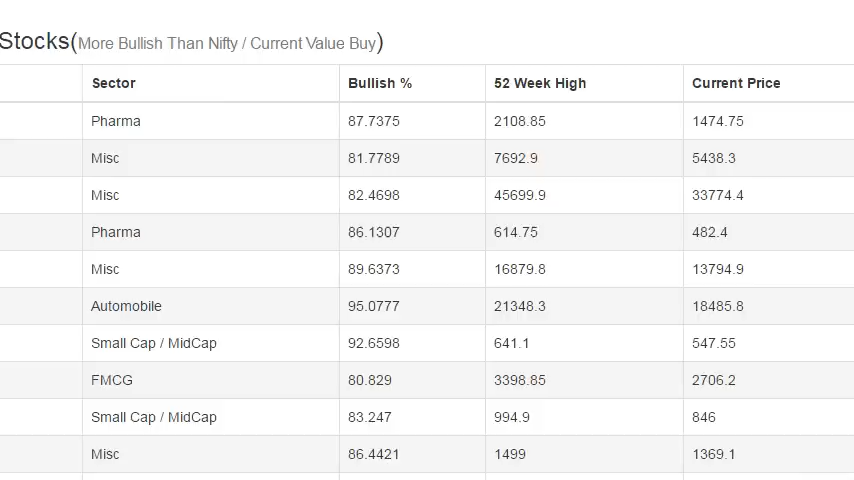 Stocks(More Bullish Than Nifty / Current Value Buy)
Sector Bullish % 52 Week High Current Price
Pharma 87.7375 2108.85 1474.75
Misc 81.7789 7692.9 5438.3
Misc 82.4698 45699.9 33774.4
Pharma 86.1307 614.75 482.4
Misc 89.6373 16879.8 13794.9
Automobile 95.0777 21348.3 18485.8
Small Cap / MidCap 92.6598 641.1 547.55
FMCG 80.829 3398.85 2706.2
Small Cap / MidCap 83.247 994.9 846
Misc 86.4421 1499 1369.1